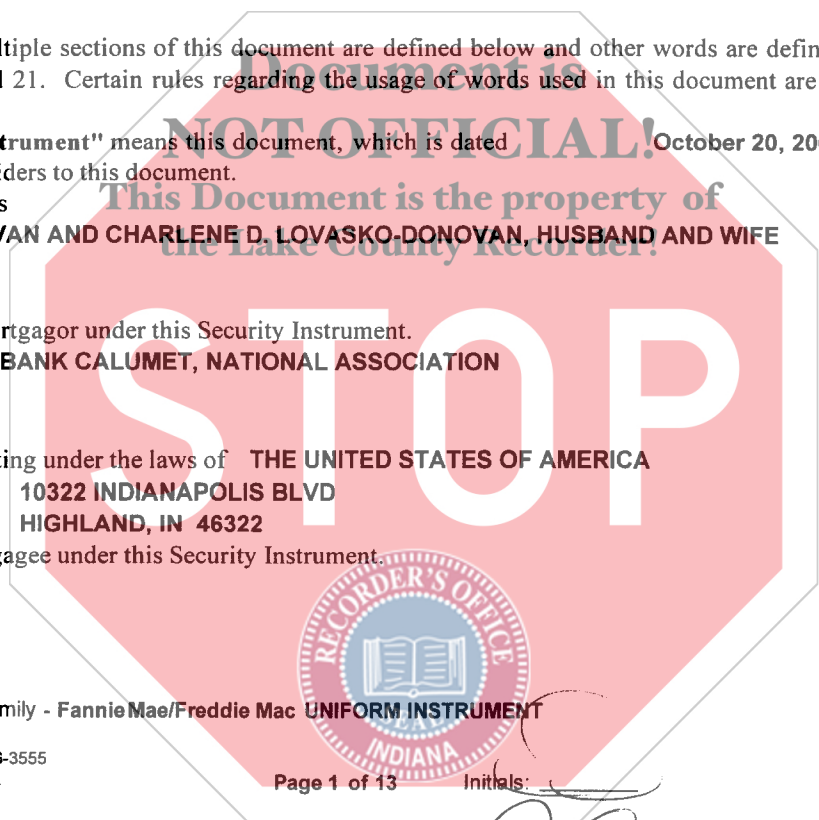 ltiple sections of this document are defined below and other words are defin
Document is
l 21. Certain rules regarding the usage of words used in this document are
NOT OFFICIAL!
trument" means this document, which is dated October 20, 20
ders to this document.
This Document is the property of
s
the Lake County Recorder!
VAN AND CHARLENE D. LOVASKO-DONOVAN, HUSBAND AND WIFE
rtgagor under this Security Instrument.
BANK CALUMET, NATIONAL ASSOCIATION
STOP
ting under the laws of THE UNITED STATES OF AMERICA
10322 INDIANAPOLIS BLVD
HIGHLAND, IN 46322
gagee under this Security Instrument.
RECORDER'S OFFICE
SEAL
INDIANA
mily - Fannie Mae/Freddie Mac UNIFORM INSTRUMENT
-3555
Page 1 of 13 Initials: